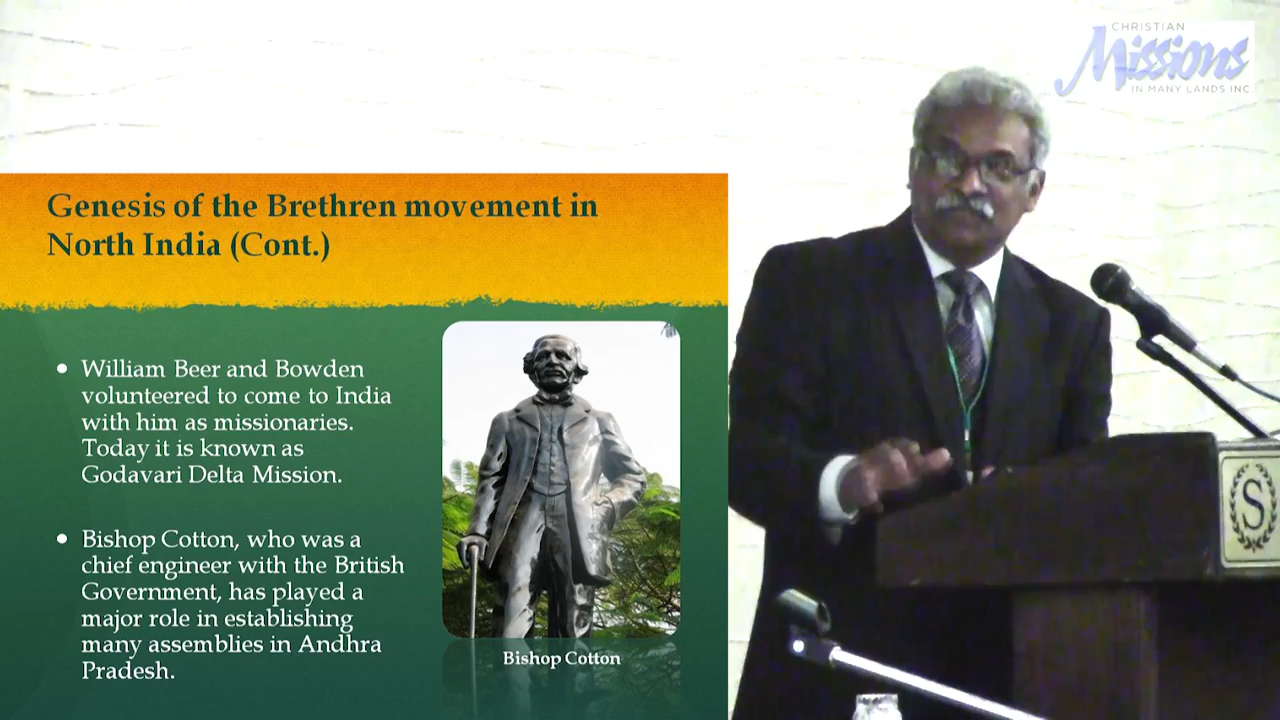 CHRISTIAN
Missions
IN MANY LANDS INC.
Genesis of the Brethren movement in
North India (Cont.)
• William Beer and Bowden
volunteered to come to India
with him as missionaries.
Today it is known as
Godavari Delta Mission.
• Bishop Cotton, who was a
chief engineer with the British
Government, has played a
major role in establishing
many assemblies in Andhra
Pradesh.
Bishop Cotton
S